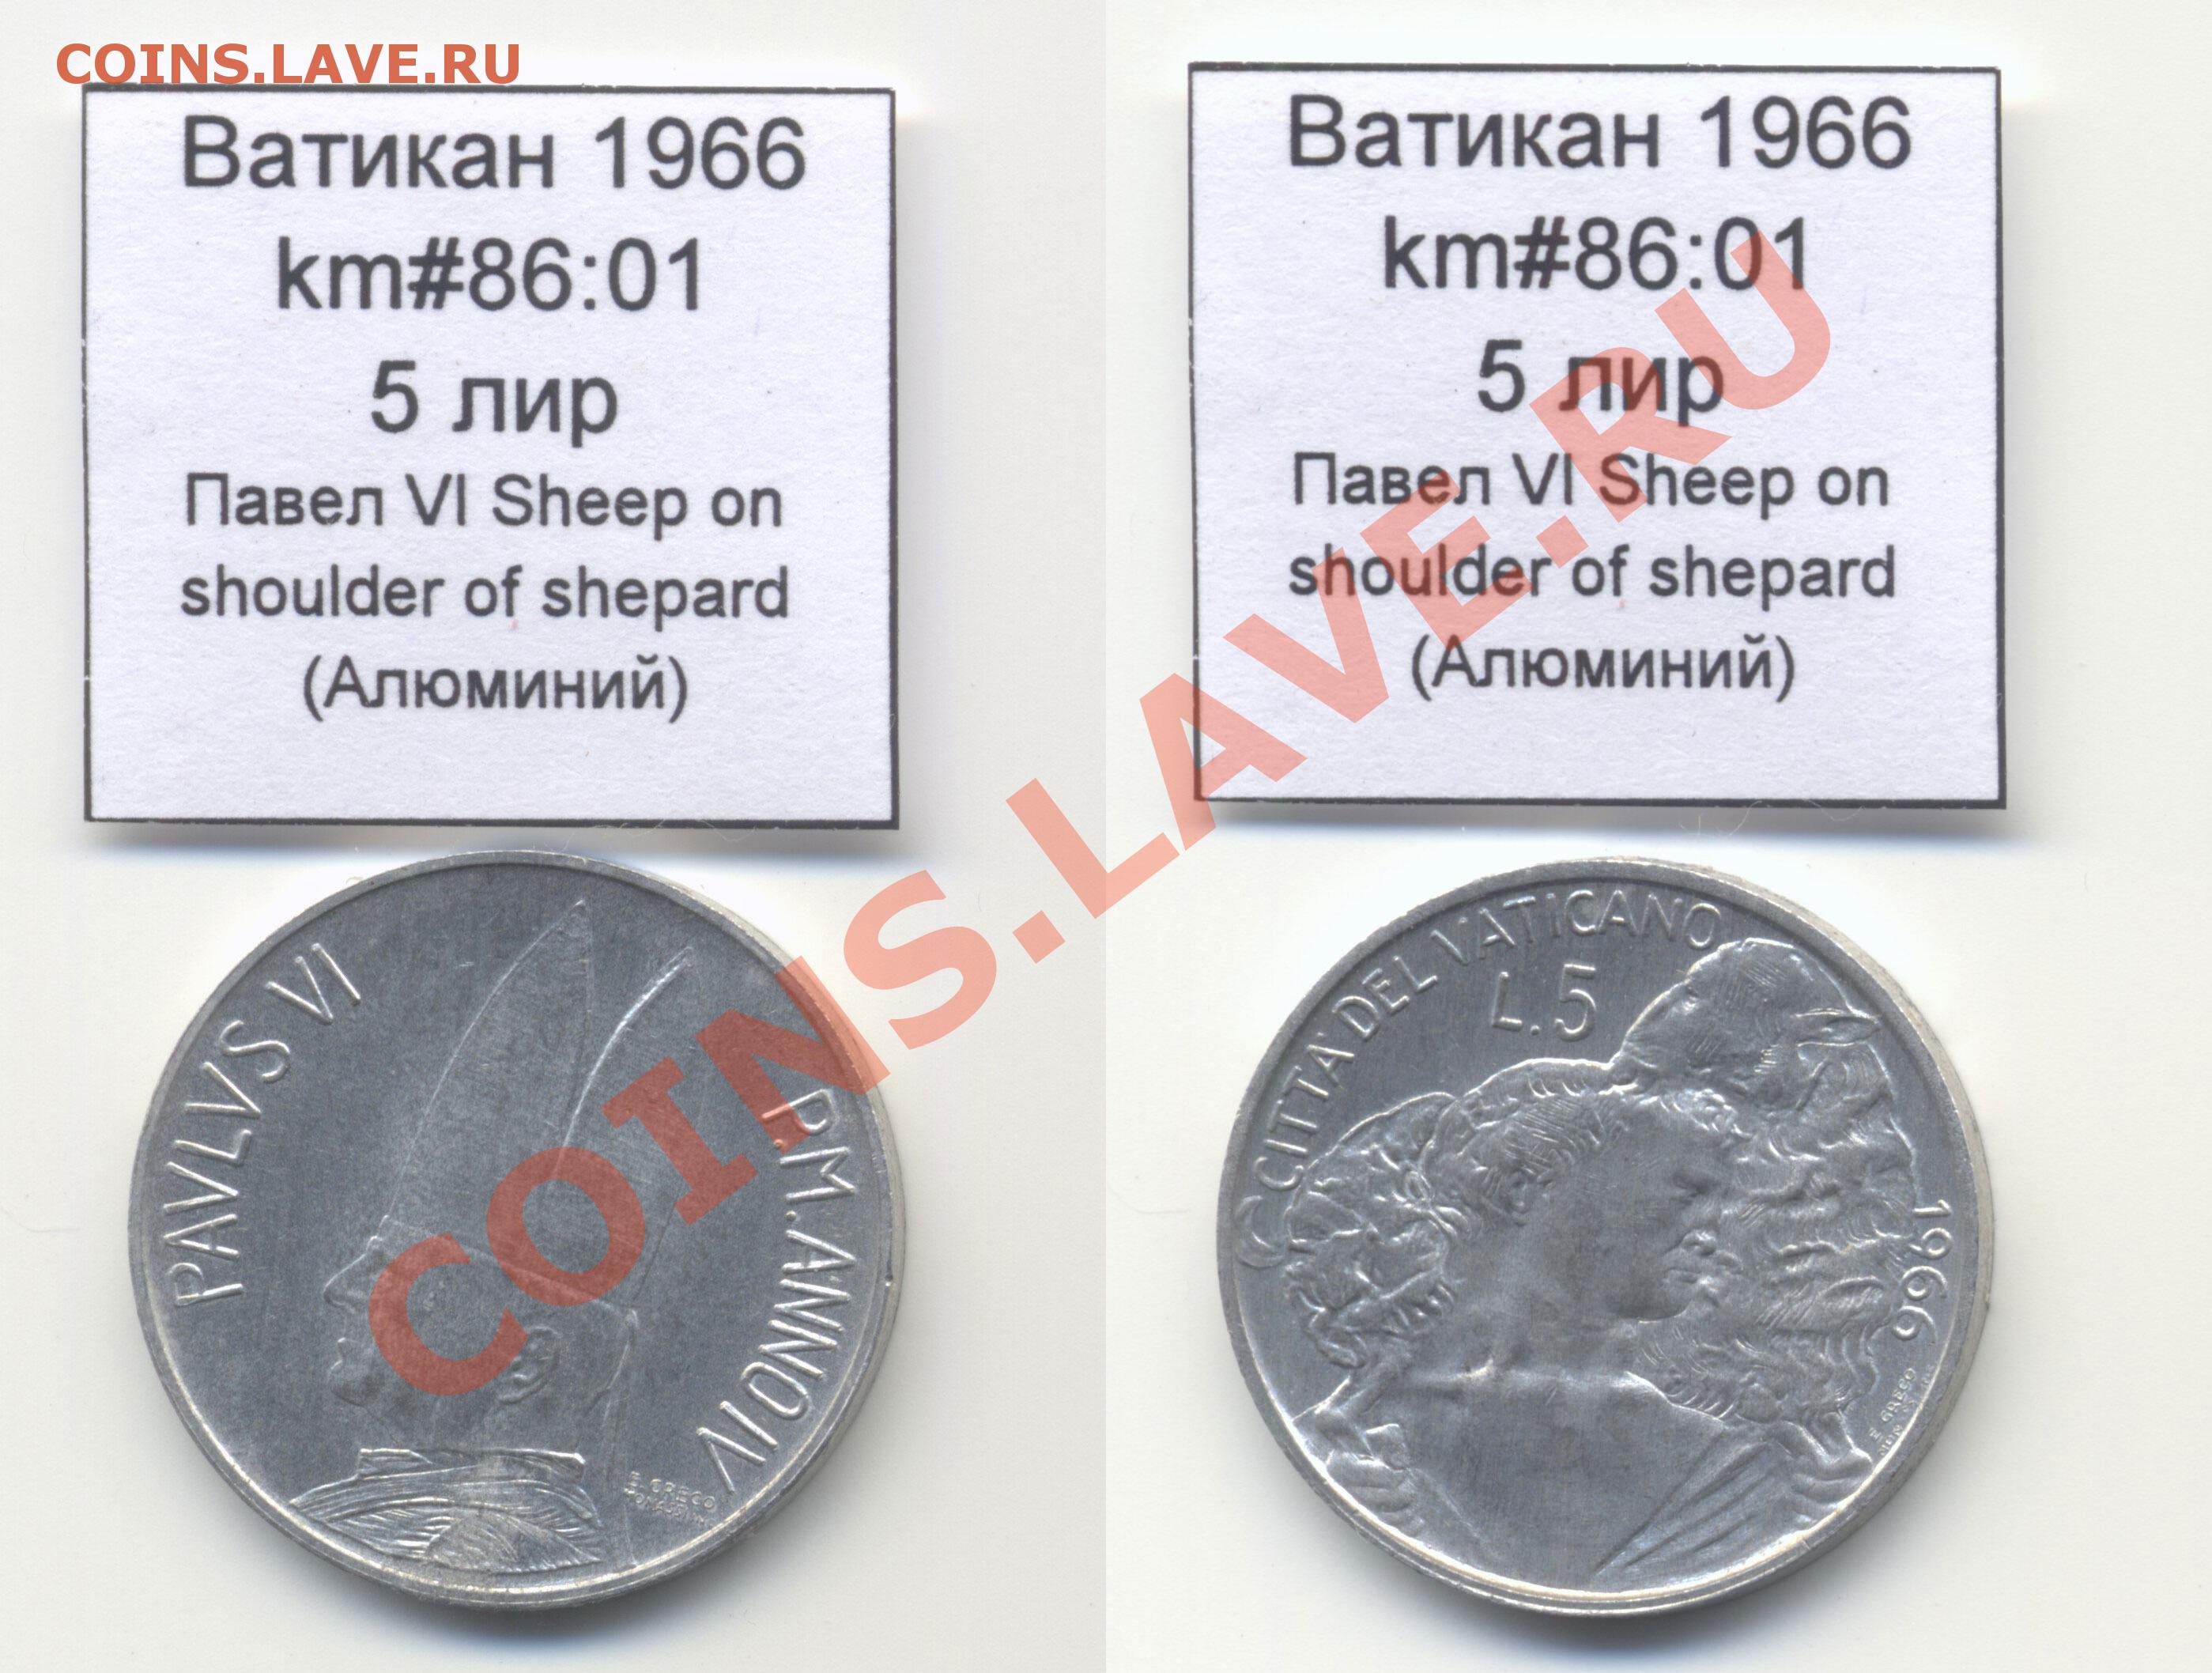 COINS.LAVE.RU
Ватикан 1966
km#86:01
5 лир
Павел VI Sheep on
shoulder of shepard
(Алюминий)
Ватикан 1966
km#86:01
5 лир
Павел VI Sheep on
shoulder of shepard
(Алюминий)
COINS.LAVE.RU
PAVLVS VI
P.M.ANNO IV
E. GRECO
CITTA DEL VATICANO
L.5
1966
E. GRECO